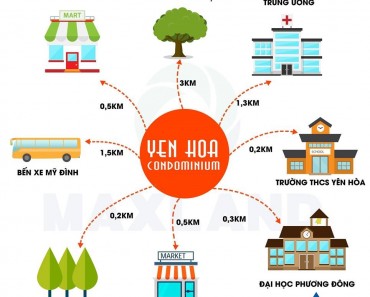 TRUNG ƯƠNG
MART
3KM
0,5KM
1,3KM
BẾN XE MỸ ĐÌNH
1,5KM
YEN HOA
CONDOMINIUM
0,2KM
SCHOOL
TRƯỜNG THCS YÊN HÒA
0,2KM
0,5KM
0,3KM
MARKET
ĐẠI HỌC PHƯƠNG ĐÔNG